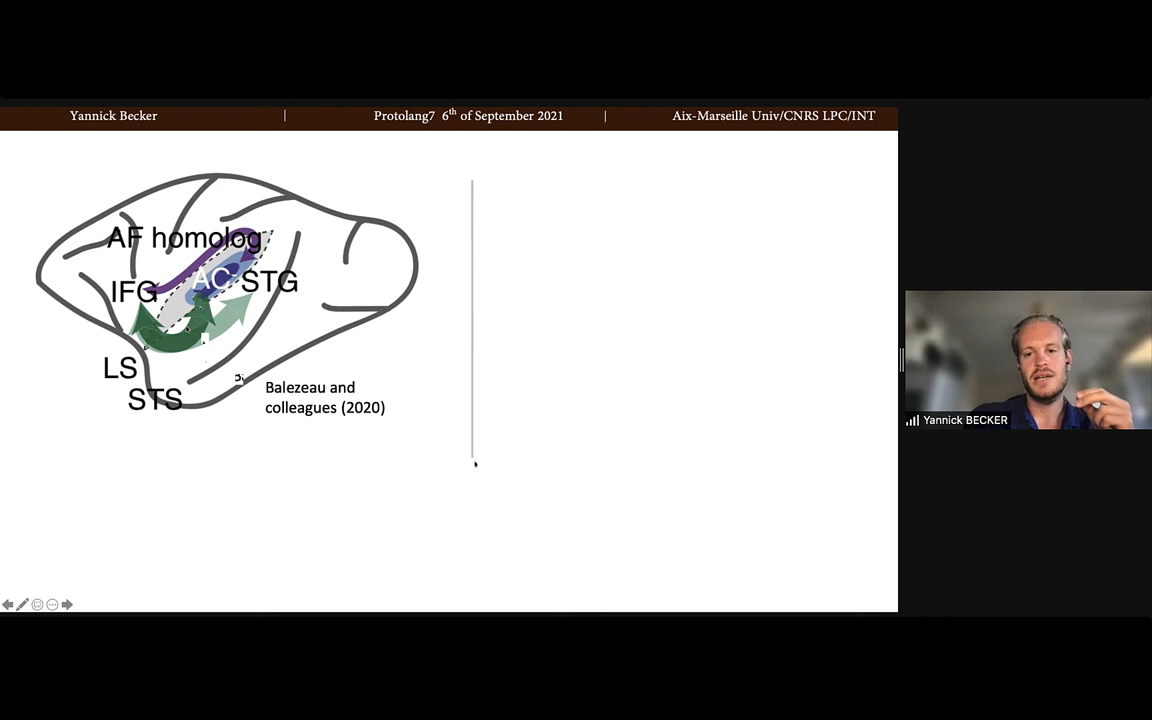 Yannick Becker | Protolang7 6th of September 2021 | Aix-Marseille Univ/CNRS LPC/INT
AF homolog
AC STG
IFG
LS
STS
Balezeau and
colleagues (2020)
Yannick BECKER